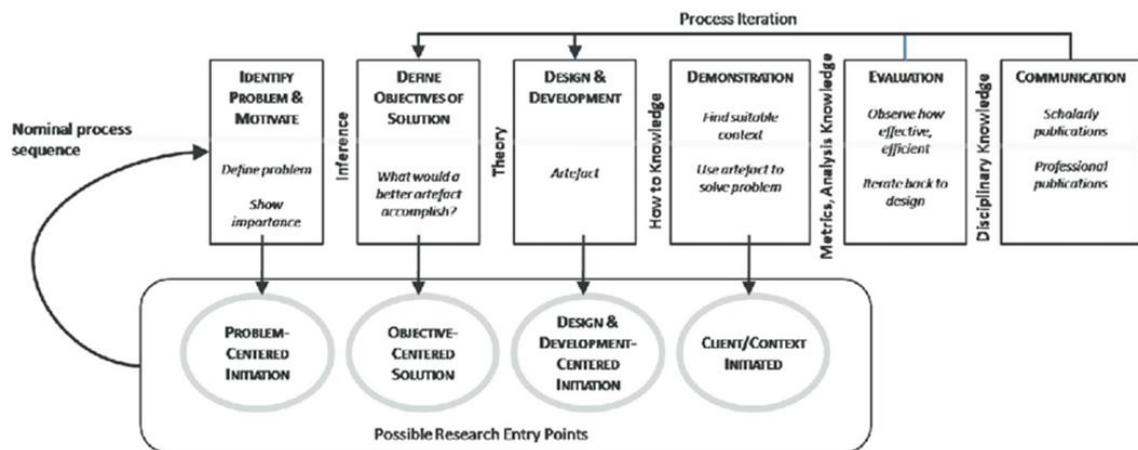 Process Iteration
Nominal process
sequence
IDENTIFY
PROBLEM &
MOTIVATE
Define problem
Show
importance
Inference
DEFINE
OBJECTIVES OF
SOLUTION
What would a
better artefact
accomplish?
Theory
DESIGN &
DEVELOPMENT
Artefact
How to Knowledge
DEMONSTRATION
Find suitable
context
Use artefact to
solve problem
Metrics, Analysis Knowledge
EVALUATION
Observe how
effective,
efficient
Iterate back to
design
Disciplinary Knowledge
COMMUNICATION
Scholarly
publications
Professional
publications
PROBLEM-
CENTERED
INITIATION
OBJECTIVE-
CENTERED
SOLUTION
DESIGN &
DEVELOPMENT-
CENTERED
INITIATION
CLIENT/CONTEXT
INITIATED
Possible Research Entry Points